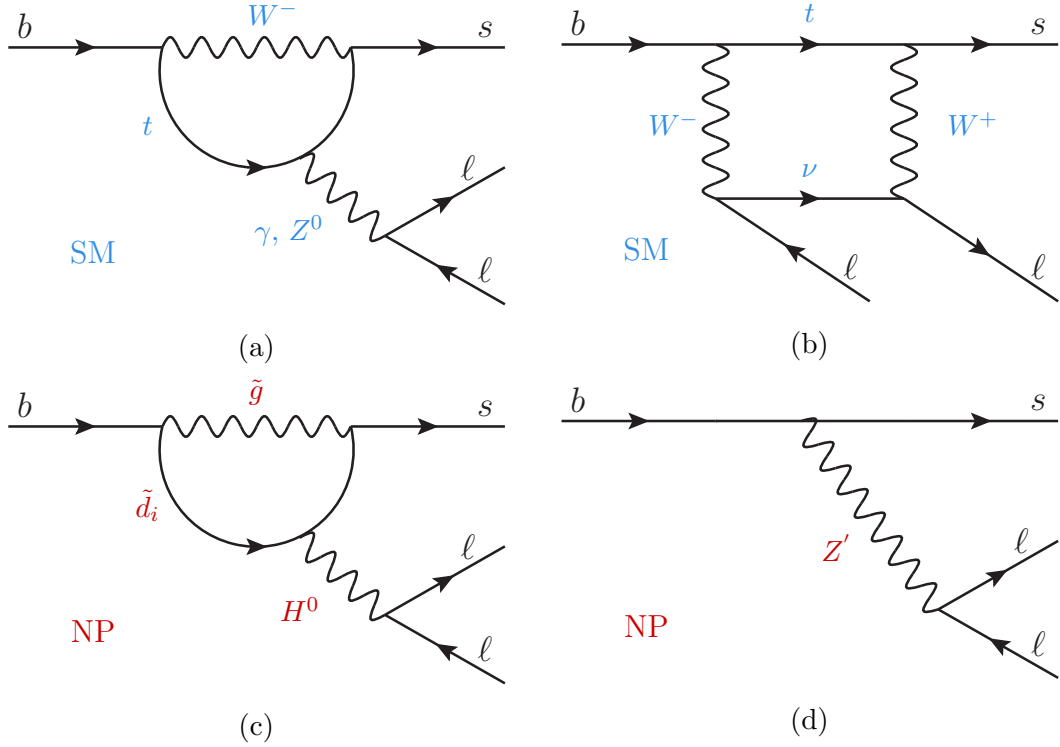 W⁻
b
s
t
ℓ
γ, Z⁰
SM
ℓ
(a)
t
b
s
W⁻
W⁺
ν
SM
ℓ
ℓ
(b)
g̃
b
s
d̃ᵢ
ℓ
H⁰
NP
ℓ
(c)
b
s
Z′
ℓ
NP
ℓ
(d)